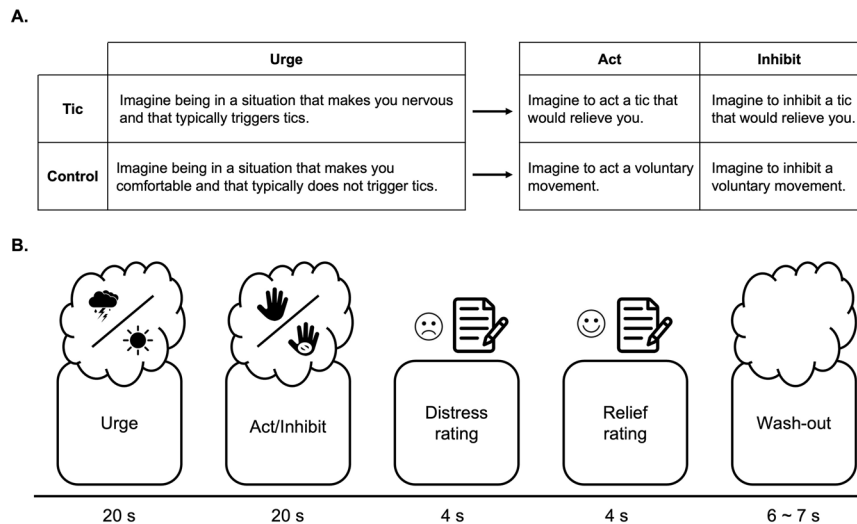 A.
Urge
Act
Inhibit
Tic
Imagine being in a situation that makes you nervous
and that typically triggers tics.
Imagine to act a tic that
would relieve you.
Imagine to inhibit a tic
that would relieve you.
Control
Imagine being in a situation that makes you
comfortable and that typically does not trigger tics.
Imagine to act a voluntary
movement.
Imagine to inhibit a
voluntary movement.
B.
Urge
Act/Inhibit
Distress
rating
Relief
rating
Wash-out
20 s
20 s
4 s
4 s
6 ~ 7 s